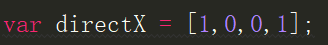 var directX = [1,0,0,1];